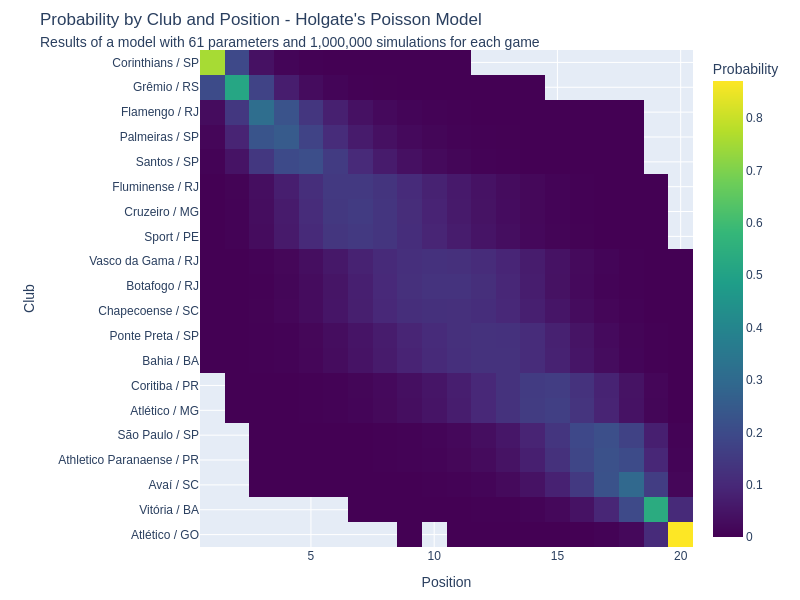 Probability by Club and Position - Holgate's Poisson Model
Results of a model with 61 parameters and 1,000,000 simulations for each game
Probability
Corinthians / SP
Grêmio / RS
Flamengo / RJ
Palmeiras / SP
Santos / SP
Fluminense / RJ
Cruzeiro / MG
Sport / PE
Vasco da Gama / RJ
Botafogo / RJ
Chapecoense / SC
Ponte Preta / SP
Bahia / BA
Coritiba / PR
Atlético / MG
São Paulo / SP
Athletico Paranaense / PR
Avaí / SC
Vitória / BA
Atlético / GO
Club
5
10
15
20
Position
0.8
0.7
0.6
0.5
0.4
0.3
0.2
0.1
0